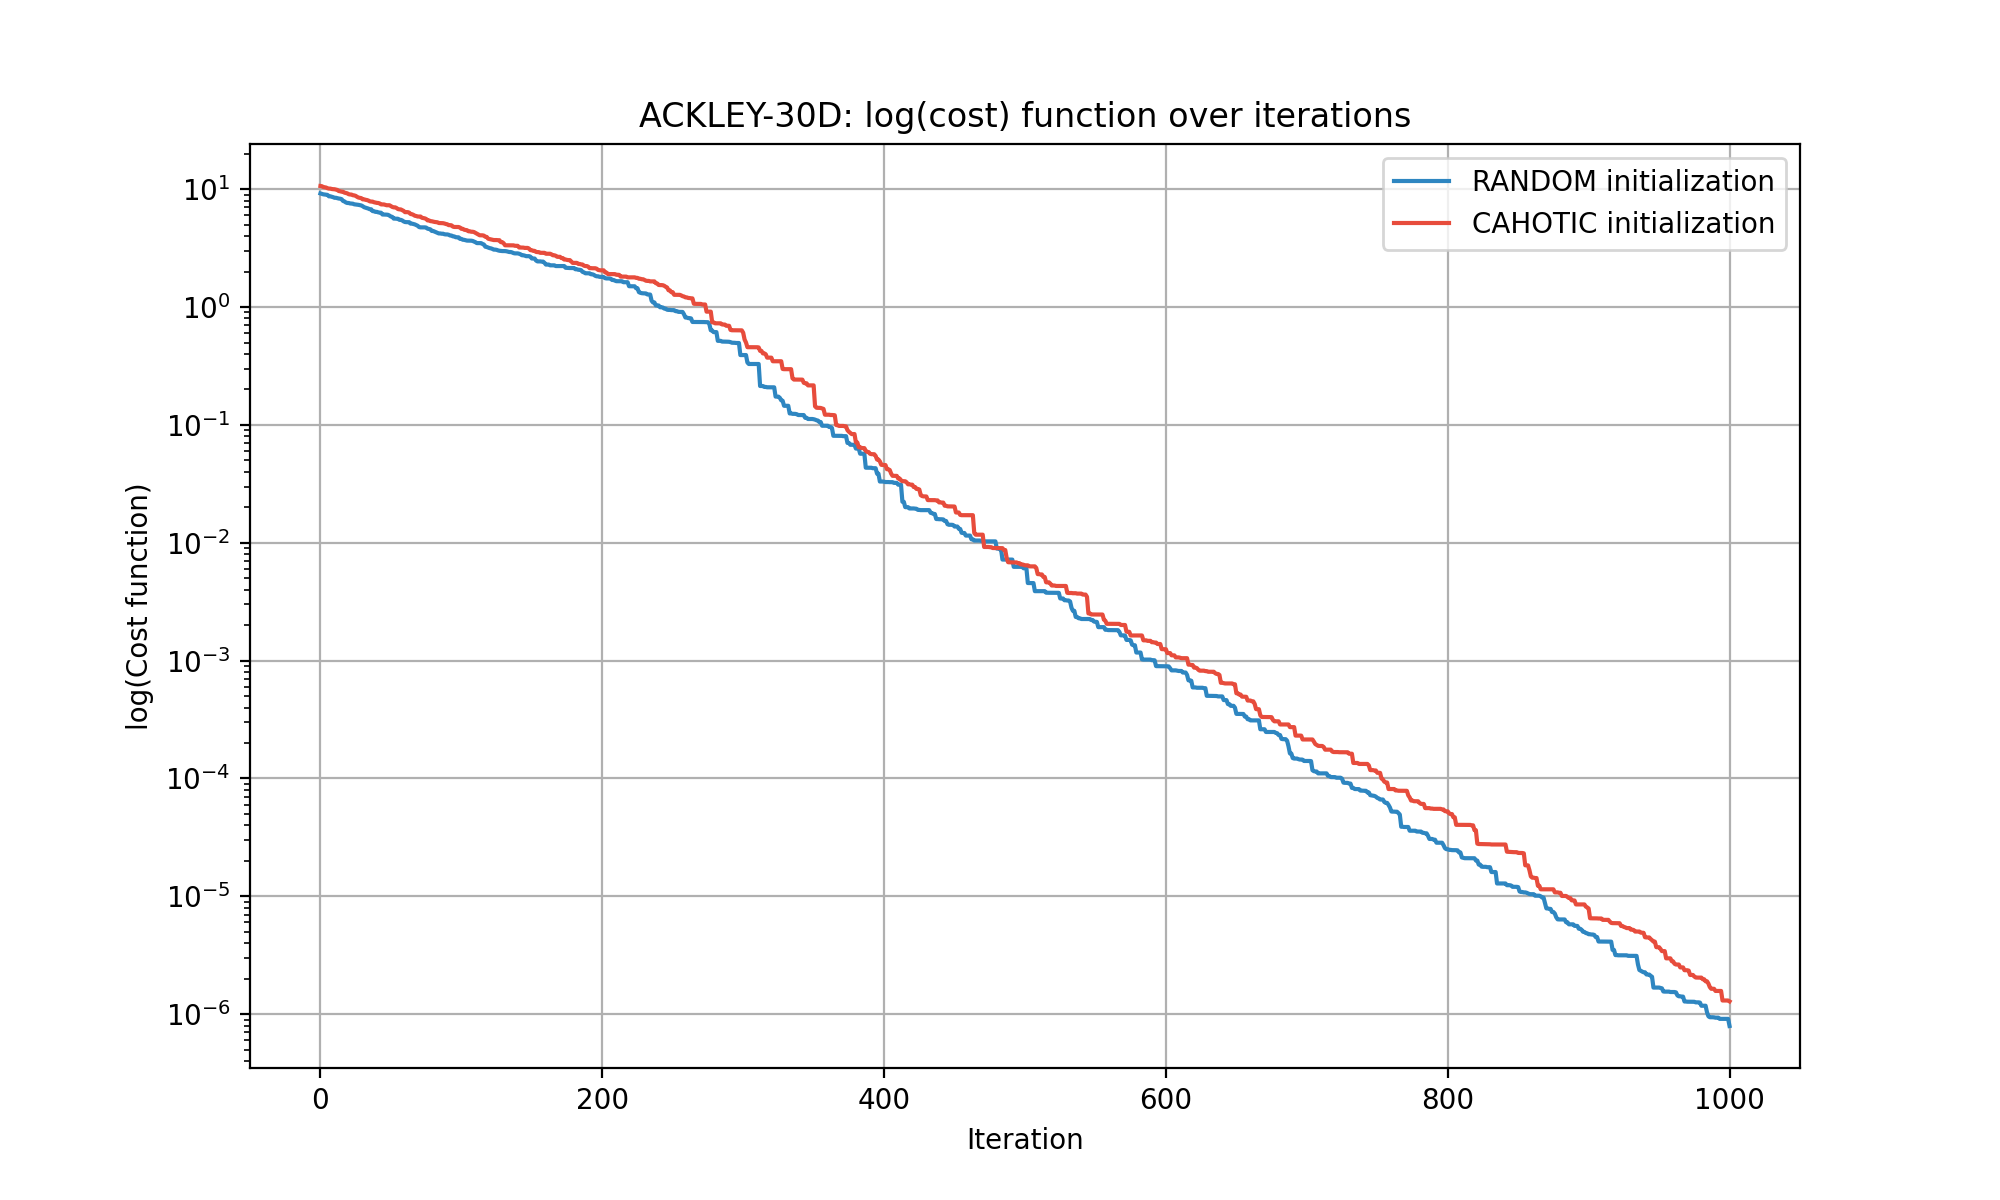 ACKLEY-30D: log(cost) function over iterations
RANDOM initialization
CAHOTIC initialization
log(Cost function)
10¹
10⁰
10⁻¹
10⁻²
10⁻³
10⁻⁴
10⁻⁵
10⁻⁶
0 200 400 600 800 1000
Iteration